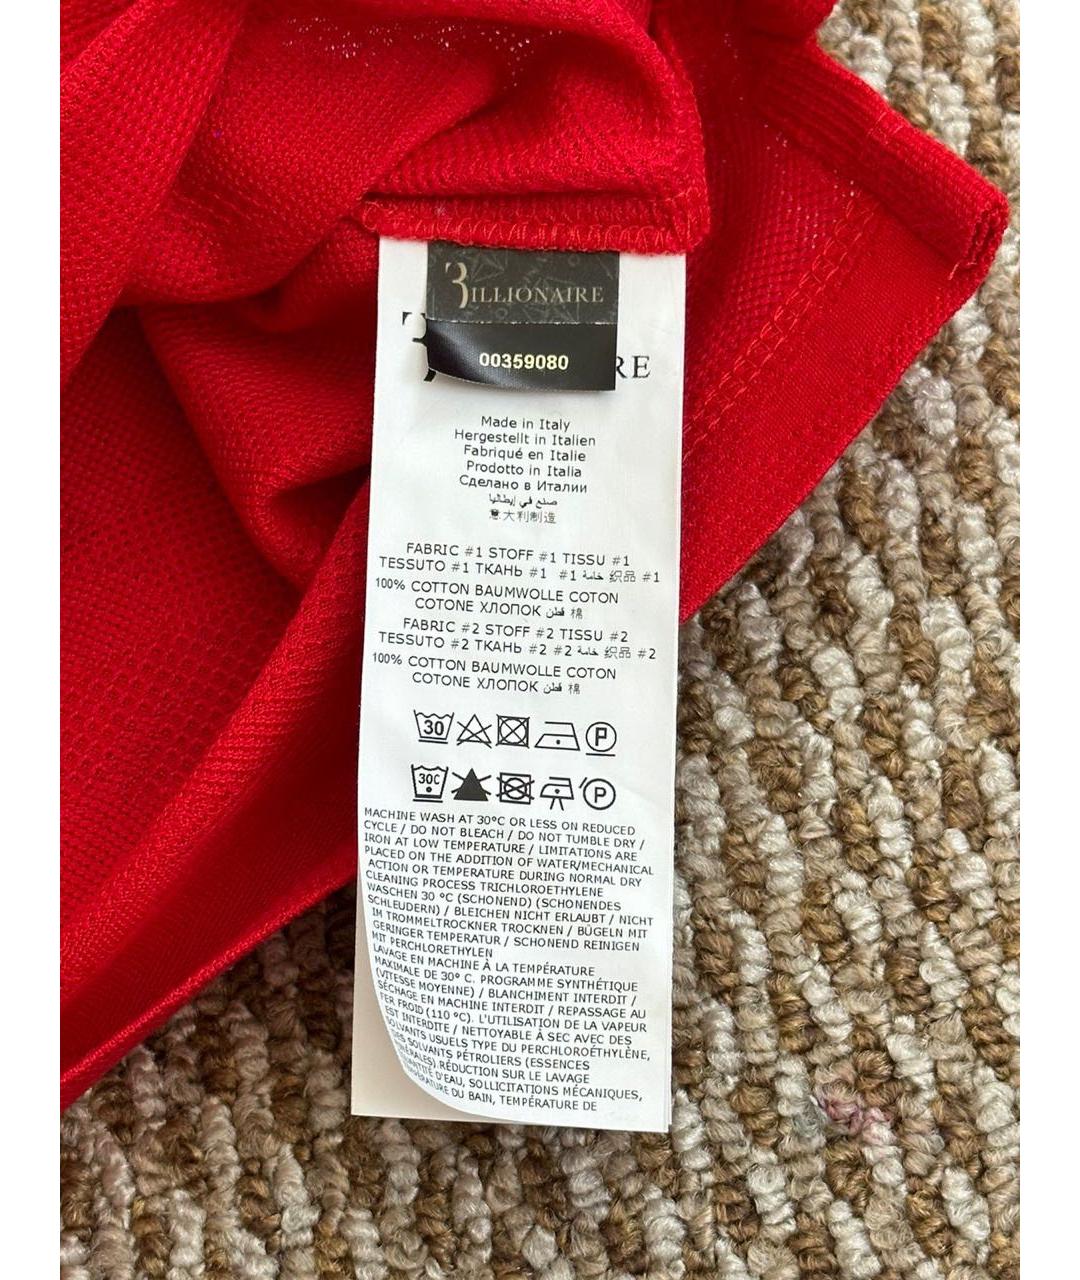 BILLIONAIRE
00359080
RE
Made in Italy
Hergestellt in Italien
Fabriqué en Italie
Prodotto in Italia
Сделано в Италии
صنع في إيطاليا
意大利制造
FABRIC #1 STOFF #1 TISSU #1
TESSUTO #1 ТКАНЬ #1 #1 خامة 织品 #1
100% COTTON BAUMWOLLE COTON
COTONE ХЛОПОК قطن 棉
FABRIC #2 STOFF #2 TISSU #2
TESSUTO #2 ТКАНЬ #2 #2 خامة 织品 #2
100% COTTON BAUMWOLLE COTON
COTONE ХЛОПОК قطن 棉
30 P
30C P
MACHINE WASH AT 30ºC OR LESS ON REDUCED
CYCLE / DO NOT BLEACH / DO NOT TUMBLE DRY /
IRON AT LOW TEMPERATURE / LIMITATIONS ARE
PLACED ON THE ADDITION OF WATER/MECHANICAL
ACTION OR TEMPERATURE DURING NORMAL DRY
CLEANING PROCESS TRICHLOROETHYLENE
WASCHEN 30 ºC (SCHONEND) (SCHONENDES
SCHLEUDERN) / BLEICHEN NICHT ERLAUBT / NICHT
IM TROMMELTROCKNER TROCKNEN / BÜGELN MIT
GERINGER TEMPERATUR / SCHONEND REINIGEN
MIT PERCHLORETHYLEN
LAVAGE EN MACHINE À LA TEMPÉRATURE
MAXIMALE DE 30º C. PROGRAMME SYNTHÉTIQUE
(VITESSE MOYENNE) / BLANCHIMENT INTERDIT /
SÉCHAGE EN MACHINE INTERDIT / REPASSAGE AU
FER FROID (110 ºC). L'UTILISATION DE LA VAPEUR
EST INTERDITE / NETTOYABLE À SEC AVEC DES
SOLVANTS USUELS TYPE DU PERCHLOROÉTHYLÈNE,
DES SOLVANTS PÉTROLIERS (ESSENCES
RÉDUCTION SUR LE LAVAGE
D'EAU, SOLLICITATIONS MÉCANIQUES,
DU BAIN, TEMPÉRATURE DE